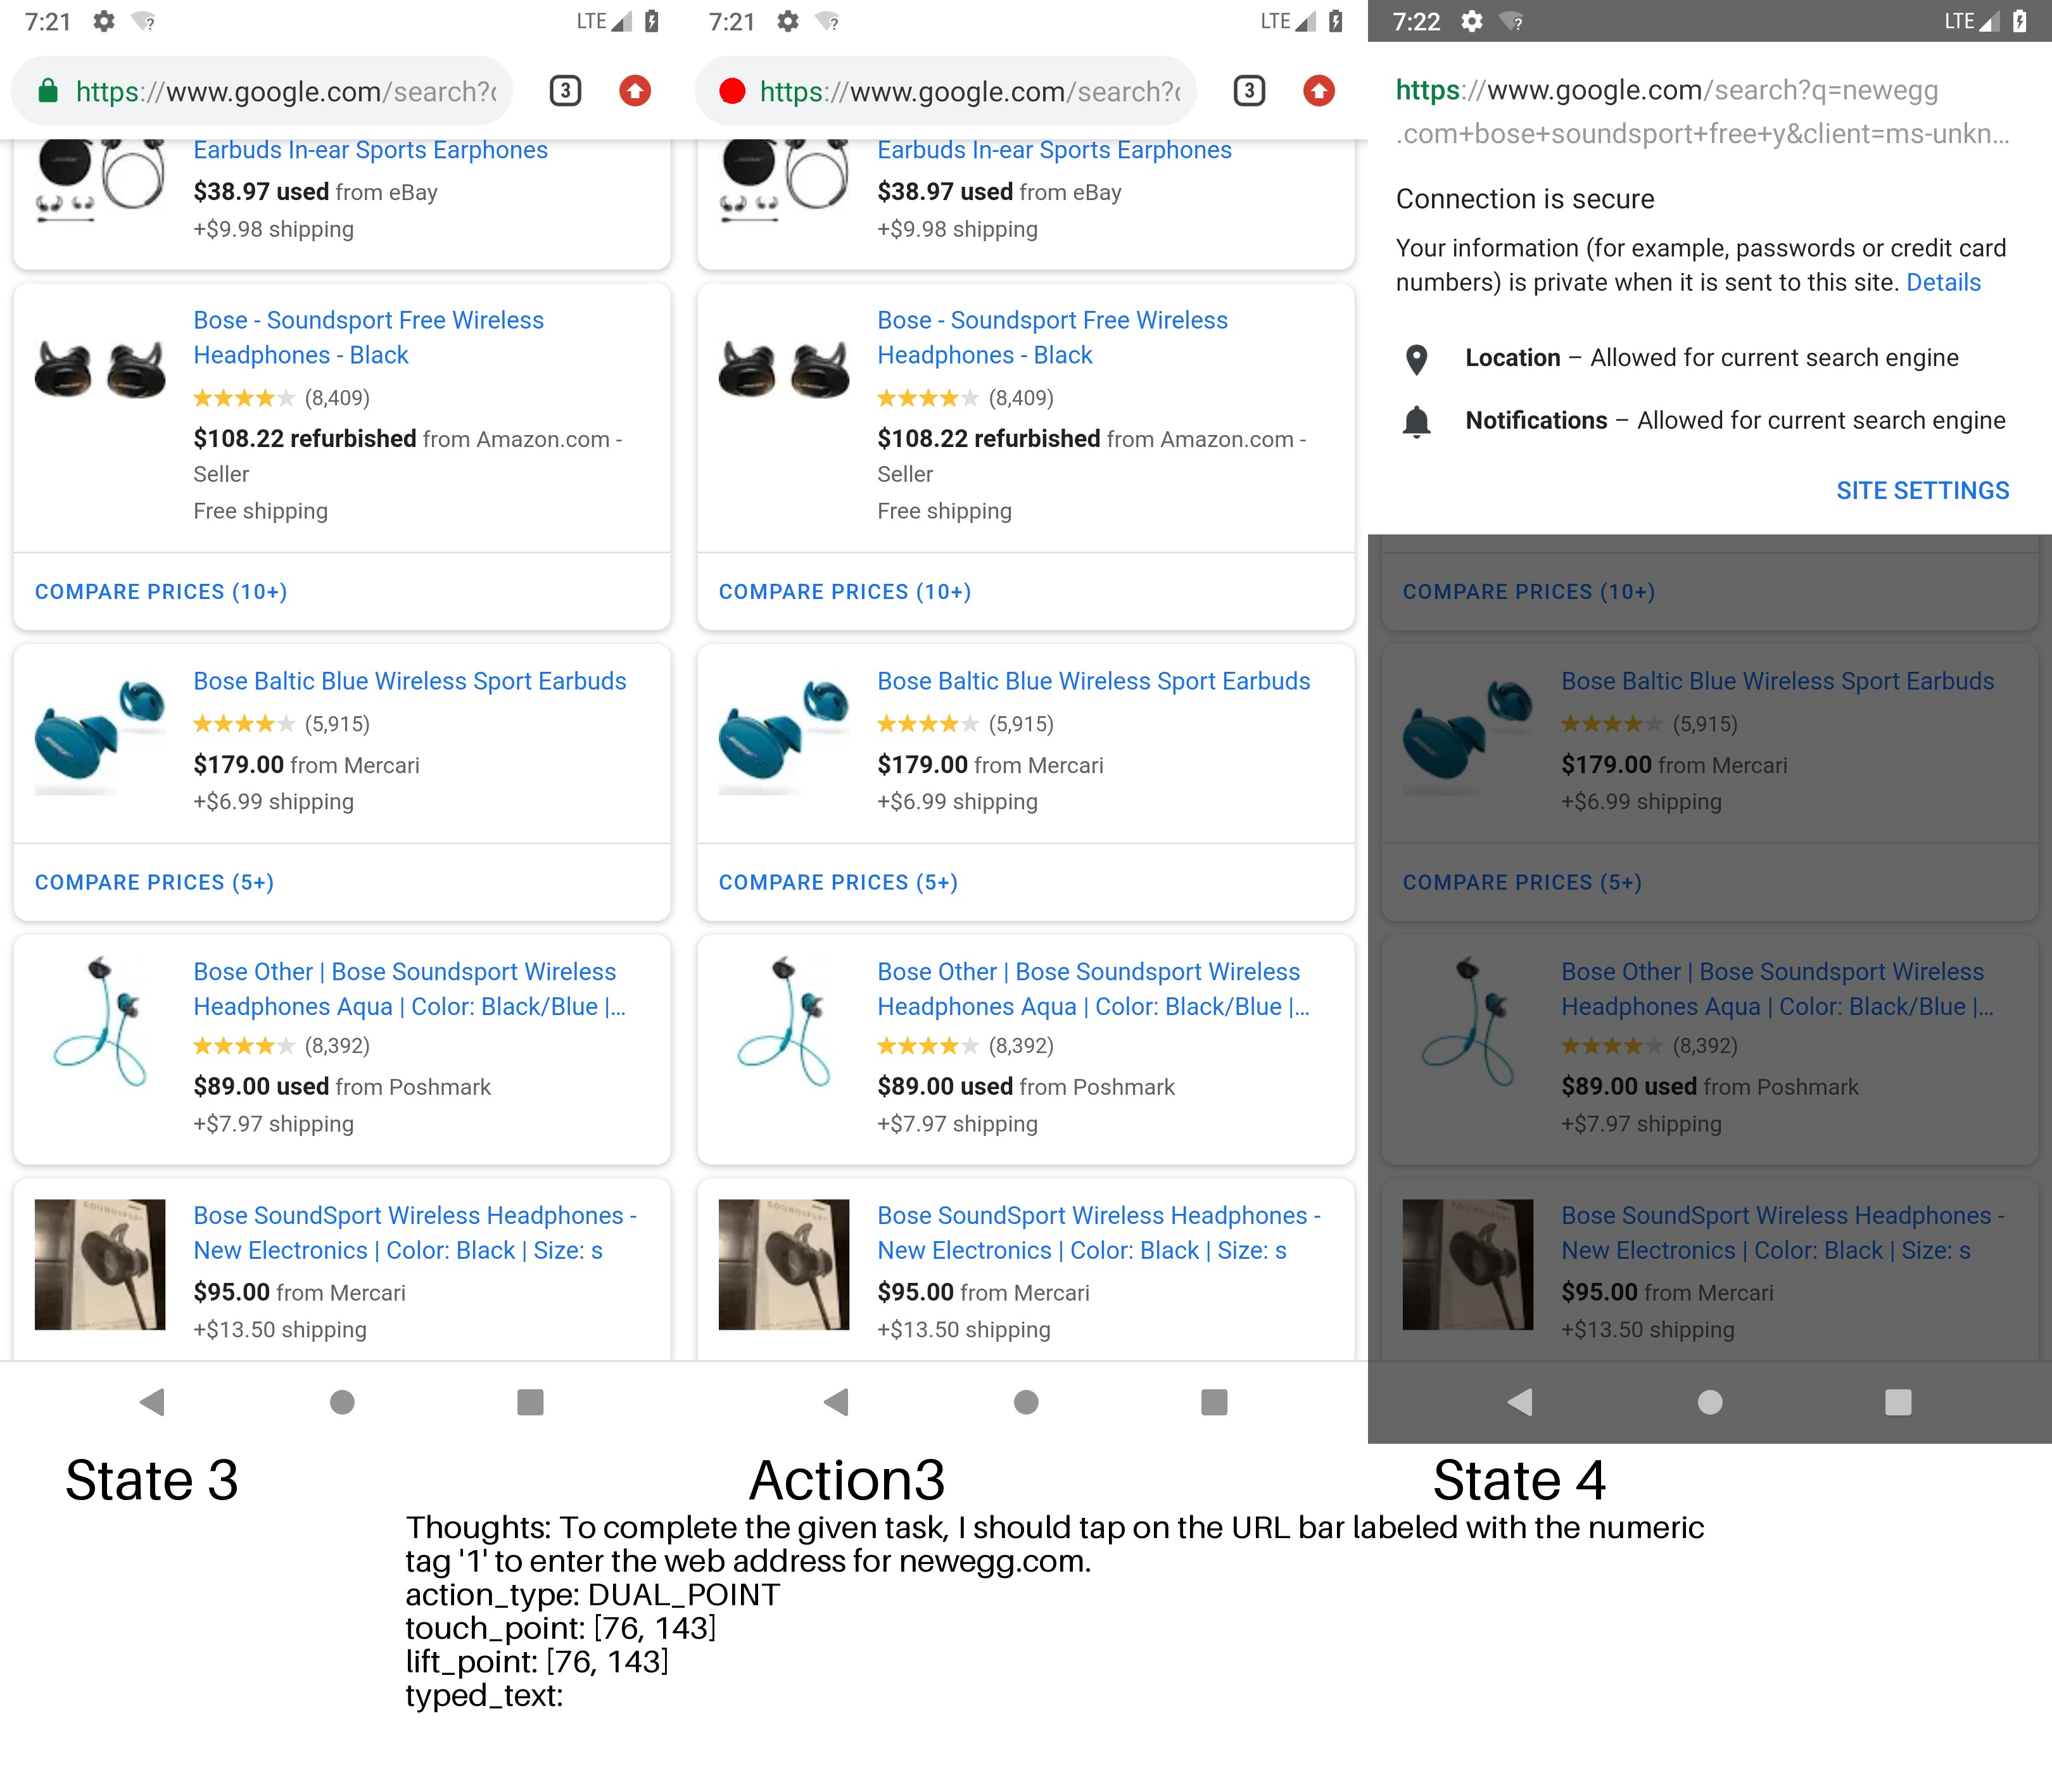 7:21
LTE
https://www.google.com/search?
3
Earbuds In-ear Sports Earphones
$38.97 used from eBay
+$9.98 shipping
Bose - Soundsport Free Wireless
Headphones - Black
(8,409)
$108.22 refurbished from Amazon.com -
Seller
Free shipping
COMPARE PRICES (10+)
Bose Baltic Blue Wireless Sport Earbuds
(5,915)
$179.00 from Mercari
+$6.99 shipping
COMPARE PRICES (5+)
Bose Other | Bose Soundsport Wireless
Headphones Aqua | Color: Black/Blue |...
(8,392)
$89.00 used from Poshmark
+$7.97 shipping
Bose SoundSport Wireless Headphones -
New Electronics | Color: Black | Size: s
$95.00 from Mercari
+$13.50 shipping
State 3
7:21
LTE
https://www.google.com/search?
3
Earbuds In-ear Sports Earphones
$38.97 used from eBay
+$9.98 shipping
Bose - Soundsport Free Wireless
Headphones - Black
(8,409)
$108.22 refurbished from Amazon.com -
Seller
Free shipping
COMPARE PRICES (10+)
Bose Baltic Blue Wireless Sport Earbuds
(5,915)
$179.00 from Mercari
+$6.99 shipping
COMPARE PRICES (5+)
Bose Other | Bose Soundsport Wireless
Headphones Aqua | Color: Black/Blue |...
(8,392)
$89.00 used from Poshmark
+$7.97 shipping
Bose SoundSport Wireless Headphones -
New Electronics | Color: Black | Size: s
$95.00 from Mercari
+$13.50 shipping
Action3
7:22
LTE
https://www.google.com/search?q=newegg
.com+bose+soundsport+free+y&client=ms-unkn...
Connection is secure
Your information (for example, passwords or credit card
numbers) is private when it is sent to this site. Details
Location – Allowed for current search engine
Notifications – Allowed for current search engine
SITE SETTINGS
COMPARE PRICES (10+)
Bose Baltic Blue Wireless Sport Earbuds
(5,915)
$179.00 from Mercari
+$6.99 shipping
COMPARE PRICES (5+)
Bose Other | Bose Soundsport Wireless
Headphones Aqua | Color: Black/Blue |...
(8,392)
$89.00 used from Poshmark
+$7.97 shipping
Bose SoundSport Wireless Headphones -
New Electronics | Color: Black | Size: s
$95.00 from Mercari
+$13.50 shipping
State 4
Thoughts: To complete the given task, I should tap on the URL bar labeled with the numeric
tag '1' to enter the web address for newegg.com.
action_type: DUAL_POINT
touch_point: [76, 143]
lift_point: [76, 143]
typed_text: